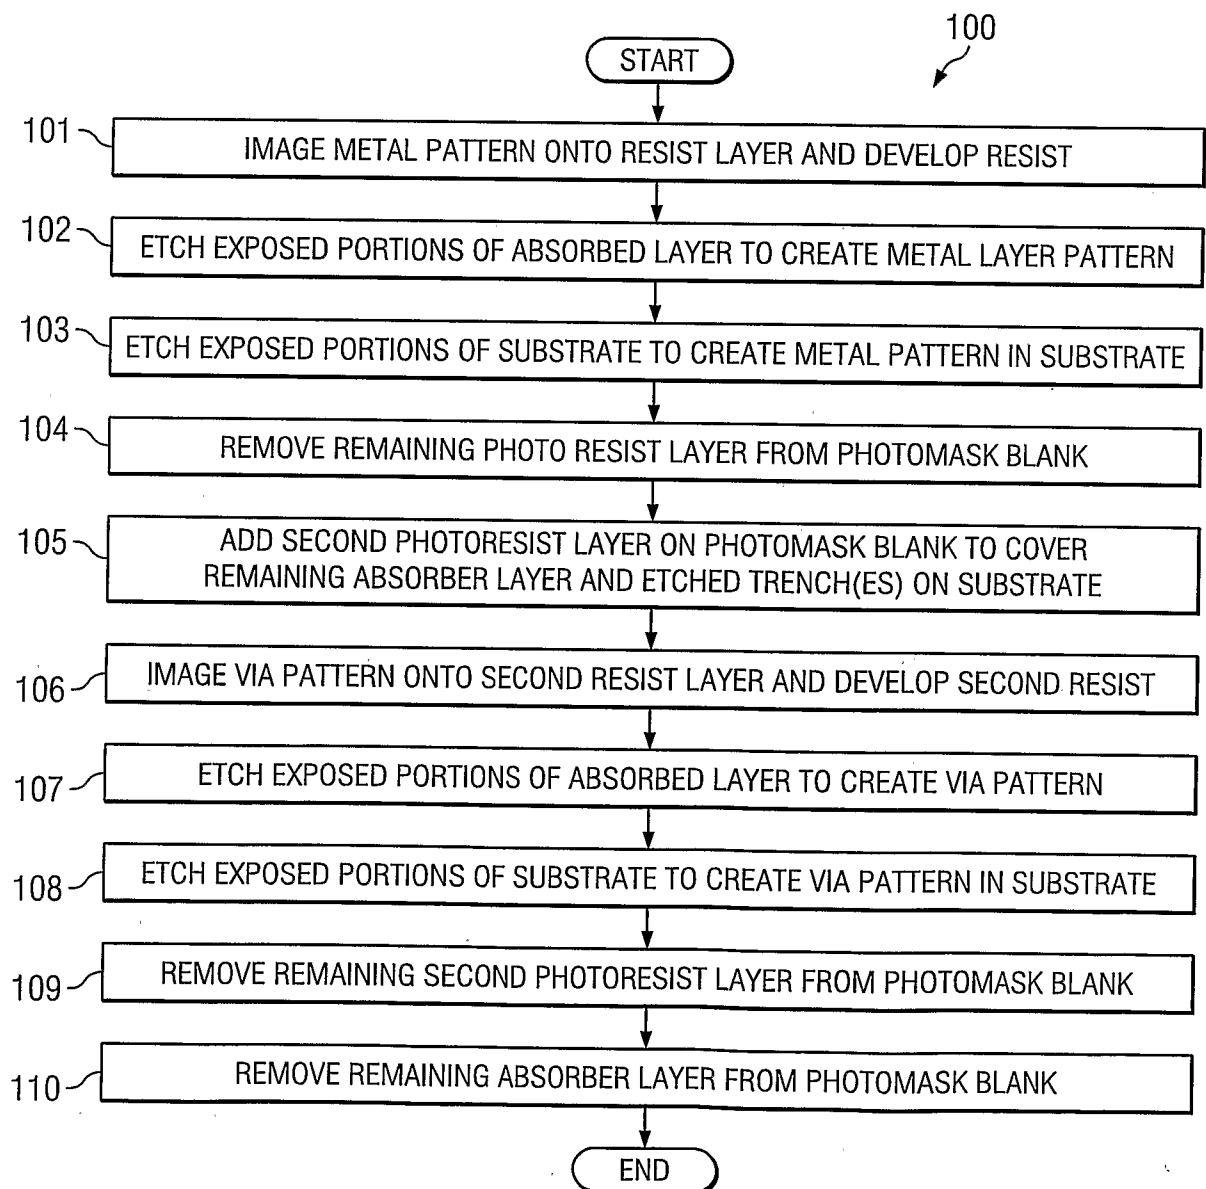 100
START
101
IMAGE METAL PATTERN ONTO RESIST LAYER AND DEVELOP RESIST
102
ETCH EXPOSED PORTIONS OF ABSORBED LAYER TO CREATE METAL LAYER PATTERN
103
ETCH EXPOSED PORTIONS OF SUBSTRATE TO CREATE METAL PATTERN IN SUBSTRATE
104
REMOVE REMAINING PHOTO RESIST LAYER FROM PHOTOMASK BLANK
105
ADD SECOND PHOTORESIST LAYER ON PHOTOMASK BLANK TO COVER
REMAINING ABSORBER LAYER AND ETCHED TRENCH(ES) ON SUBSTRATE
106
IMAGE VIA PATTERN ONTO SECOND RESIST LAYER AND DEVELOP SECOND RESIST
107
ETCH EXPOSED PORTIONS OF ABSORBED LAYER TO CREATE VIA PATTERN
108
ETCH EXPOSED PORTIONS OF SUBSTRATE TO CREATE VIA PATTERN IN SUBSTRATE
109
REMOVE REMAINING SECOND PHOTORESIST LAYER FROM PHOTOMASK BLANK
110
REMOVE REMAINING ABSORBER LAYER FROM PHOTOMASK BLANK
END